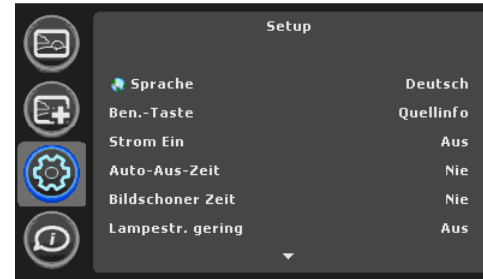 Setup
Sprache Deutsch
Ben.-Taste Quellinfo
Strom Ein Aus
Auto-Aus-Zeit Nie
Bildschoner Zeit Nie
Lampestr. gering Aus